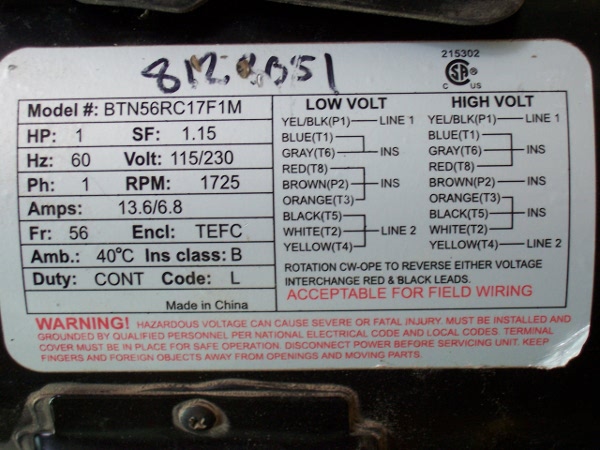 812.8051
215302
CSA
C US
Model #: BTN56RC17F1M
HP: 1 SF: 1.15
Hz: 60 Volt: 115/230
Ph: 1 RPM: 1725
Amps: 13.6/6.8
Fr: 56 Encl: TEFC
Amb.: 40°C Ins class: B
Duty: CONT Code: L
Made in China
LOW VOLT
YEL/BLK(P1) LINE 1
BLUE(T1)
GRAY(T6) INS
RED(T8)
BROWN(P2) INS
ORANGE(T3)
BLACK(T5)
WHITE(T2) LINE 2
YELLOW(T4)
HIGH VOLT
YEL/BLK(P1) LINE 1
BLUE(T1)
GRAY(T6) INS
RED(T8)
BROWN(P2) INS
ORANGE(T3)
BLACK(T5) INS
WHITE(T2)
YELLOW(T4) LINE 2
ROTATION CW-OPE TO REVERSE EITHER VOLTAGE
INTERCHANGE RED & BLACK LEADS.
ACCEPTABLE FOR FIELD WIRING
WARNING! HAZARDOUS VOLTAGE CAN CAUSE SEVERE OR FATAL INJURY. MUST BE INSTALLED AND
GROUNDED BY QUALIFIED PERSONNEL PER NATIONAL ELECTRICAL CODE AND LOCAL CODES. TERMINAL
COVER MUST BE IN PLACE FOR SAFE OPERATION. DISCONNECT POWER BEFORE SERVICING UNIT. KEEP
FINGERS AND FOREIGN OBJECTS AWAY FROM OPENINGS AND MOVING PARTS.